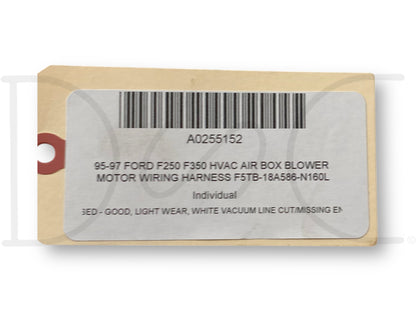 A0255152
95-97 FORD F250 F350 HVAC AIR BOX BLOWER
MOTOR WIRING HARNESS F5TB-18A586-N160L
Individual
SED - GOOD, LIGHT WEAR, WHITE VACUUM LINE CUT/MISSING EN